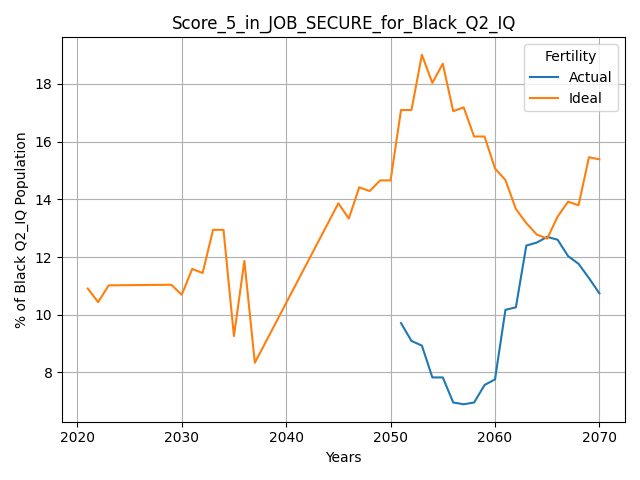 Score_5_in_JOB_SECURE_for_Black_Q2_IQ
Fertility
Actual
Ideal
% of Black Q2_IQ Population
18
16
14
12
10
8
2020 2030 2040 2050 2060 2070
Years